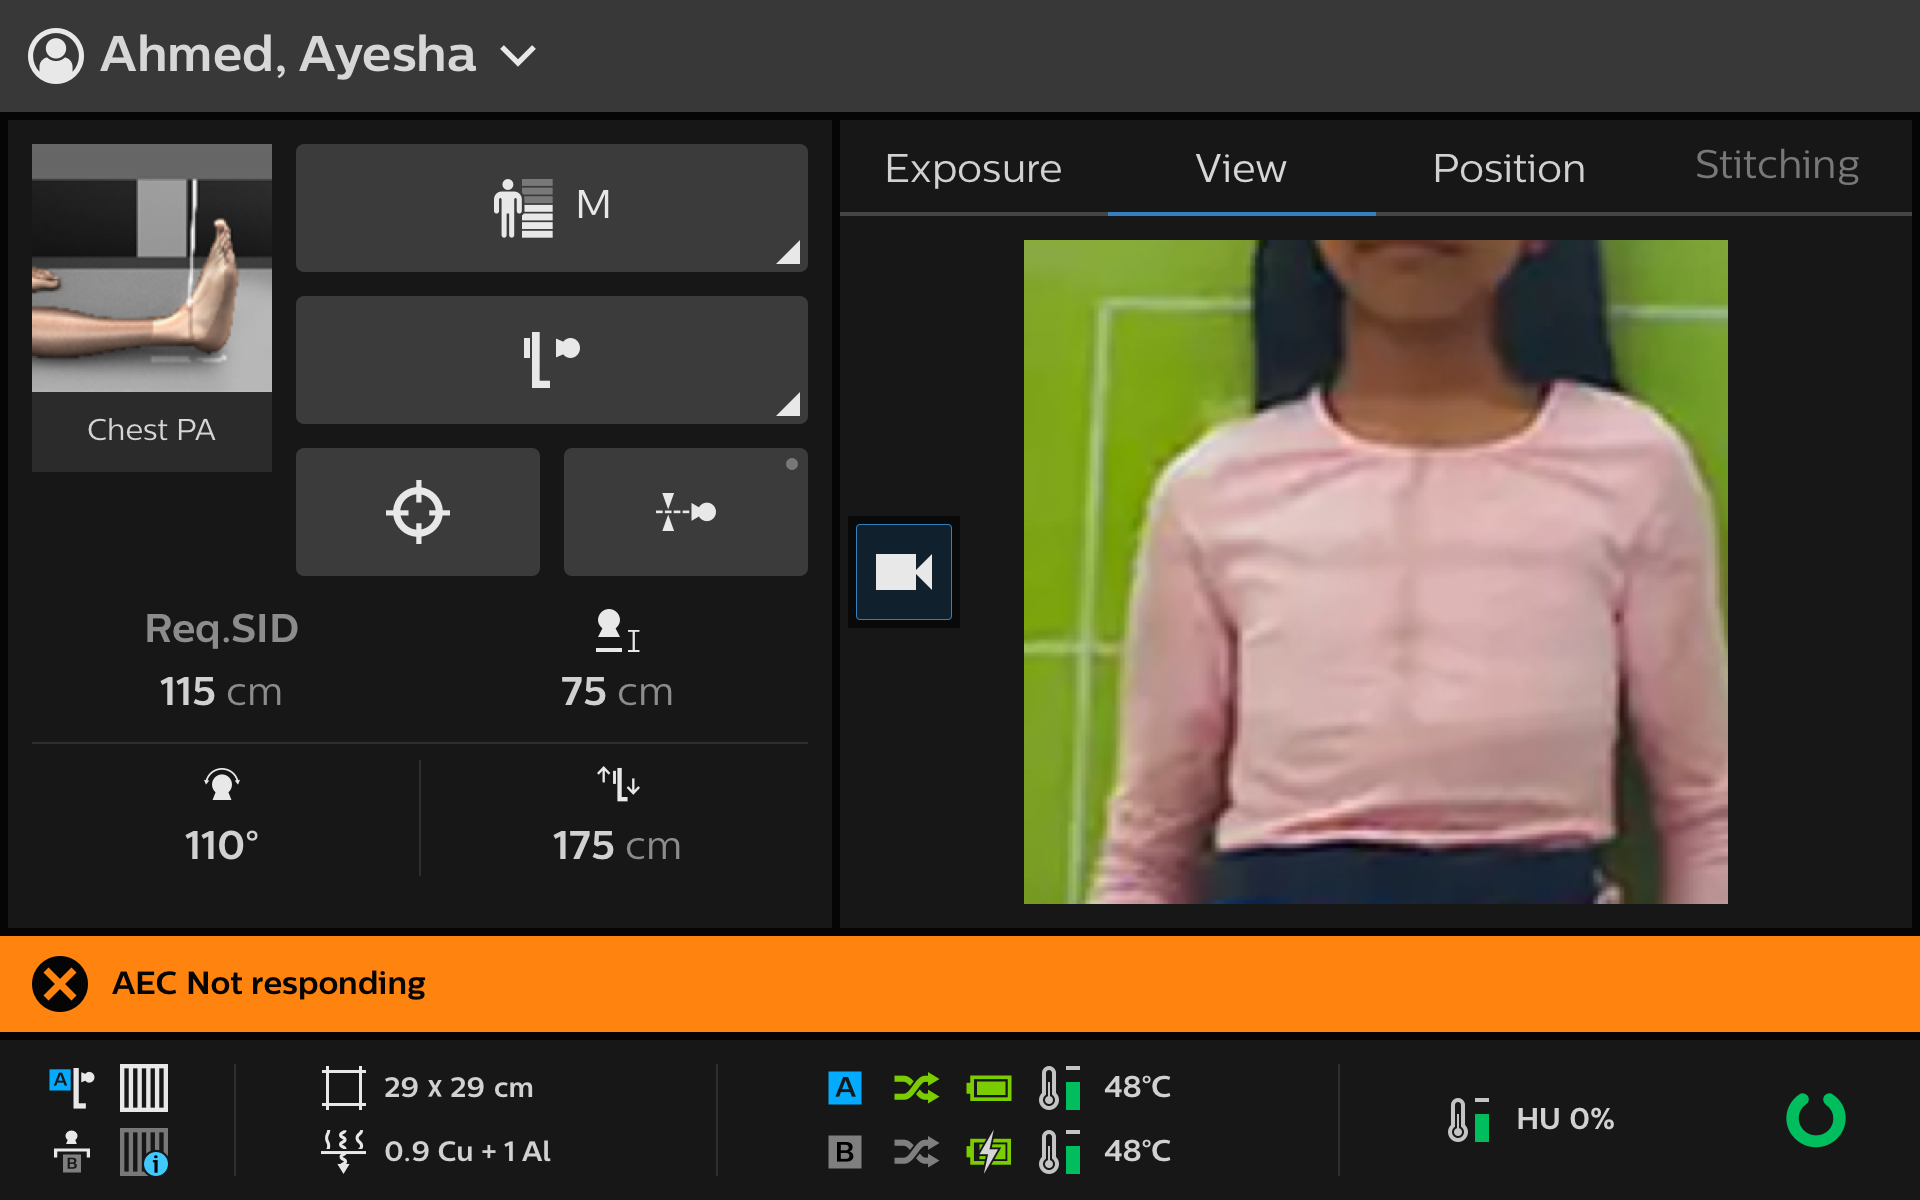 Ahmed, Ayesha
Chest PA
M
Req.SID
115 cm
75 cm
110°
175 cm
Exposure
View
Position
Stitching
AEC Not responding
A
B
29 x 29 cm
0.9 Cu + 1 Al
A
48°C
B
48°C
HU 0%